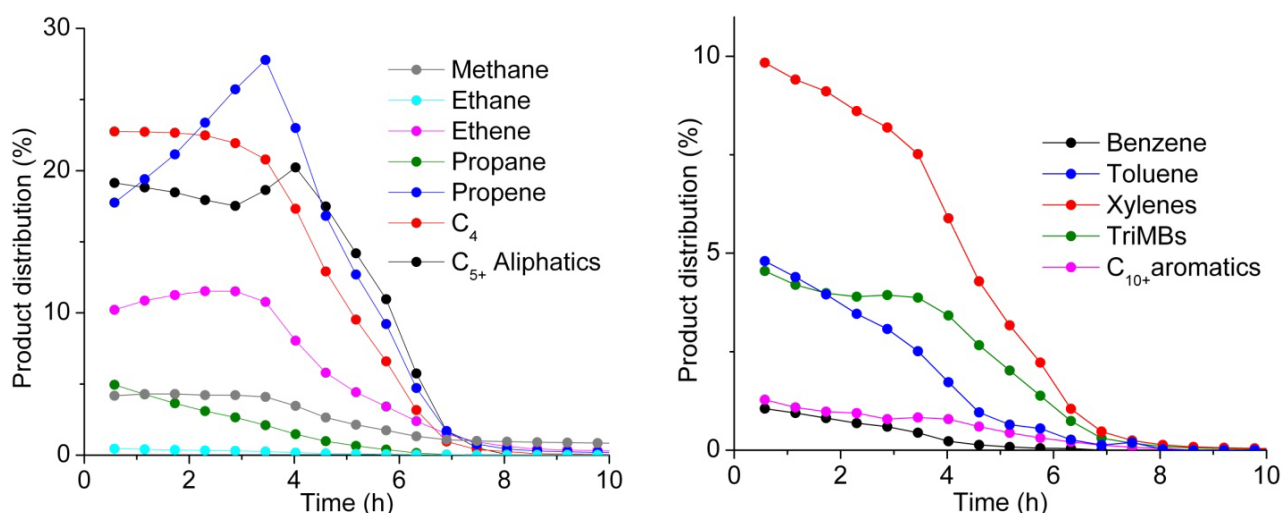 30
20
10
0
Product distribution (%)
0 2 4 6 8 10
Time (h)
Methane
Ethane
Ethene
Propane
Propene
C₄
C₅₊ Aliphatics
10
5
0
Product distribution (%)
0 2 4 6 8 10
Time (h)
Benzene
Toluene
Xylenes
TriMBs
C₁₀₊aromatics